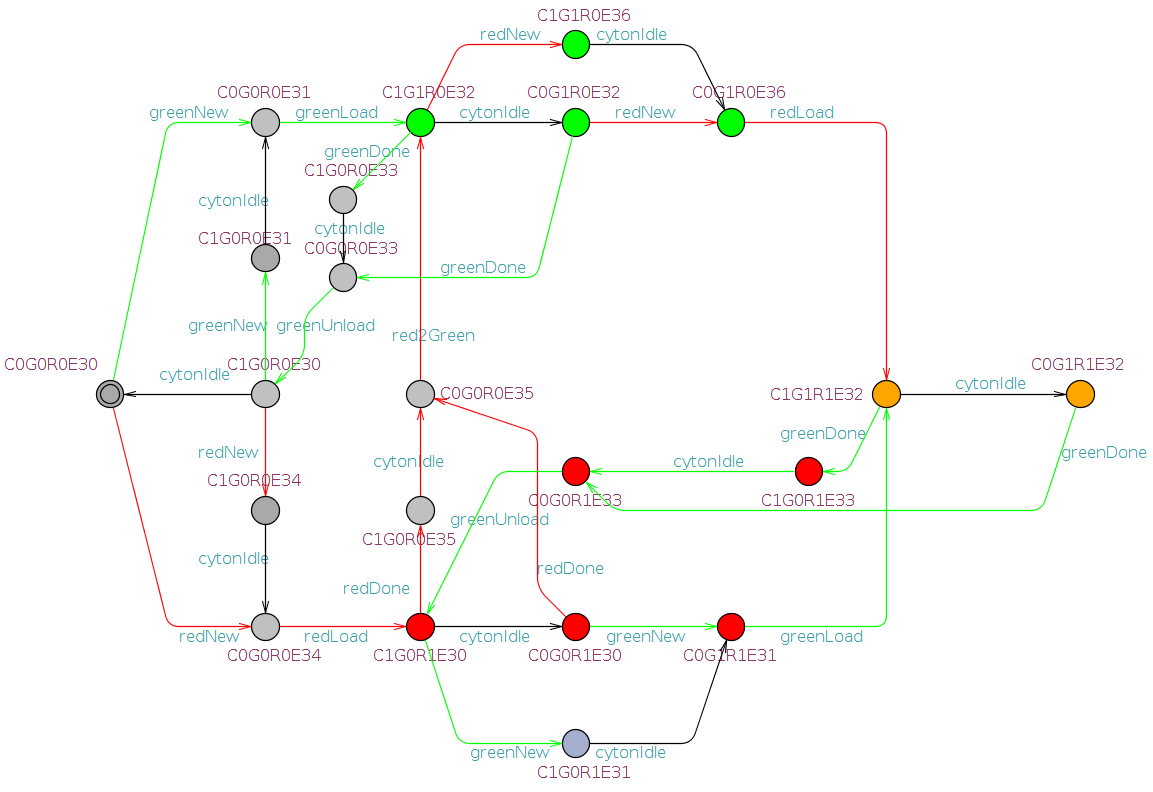 C1G1R0E36
redNew
cytonIdle
C0G0R0E31
C1G1R0E32
C0G1R0E32
C0G1R0E36
greenNew
greenLoad
cytonIdle
redNew
redLoad
greenDone
C1G0R0E33
cytonIdle
cytonIdle
C1G0R0E31
C0G0R0E33
greenDone
greenNew
greenUnload
red2Green
C0G0R0E30
cytonIdle
C1G0R0E30
C0G0R0E35
C1G1R1E32
cytonIdle
C0G1R1E32
redNew
cytonIdle
greenDone
cytonIdle
greenDone
C1G0R0E34
C0G0R1E33
C1G0R1E33
greenUnload
C1G0R0E35
cytonIdle
redDone
redDone
redNew
redLoad
cytonIdle
greenNew
greenLoad
C0G0R0E34
C1G0R1E30
C0G0R1E30
C0G1R1E31
greenNew
cytonIdle
C1G0R1E31